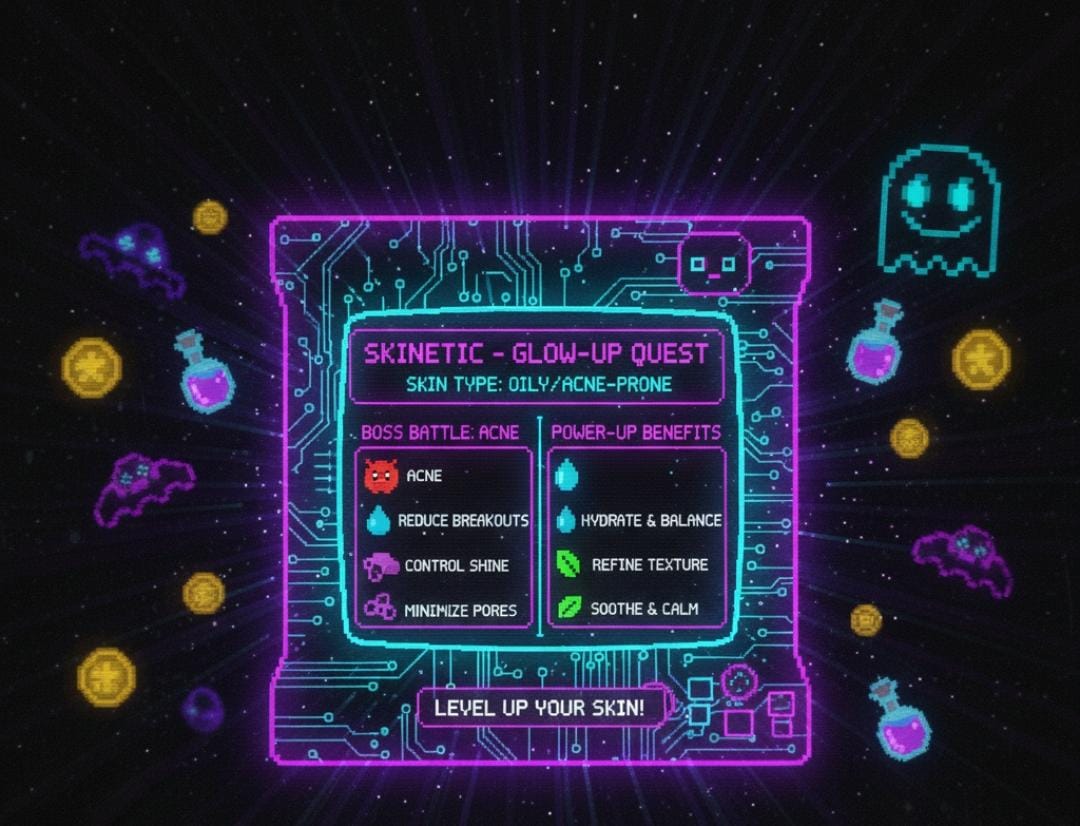 SKINETIC - GLOW-UP QUEST
SKIN TYPE: OILY/ACNE-PRONE
BOSS BATTLE: ACNE
ACNE
REDUCE BREAKOUTS
CONTROL SHINE
MINIMIZE PORES
POWER-UP BENEFITS
HYDRATE & BALANCE
REFINE TEXTURE
SOOTHE & CALM
LEVEL UP YOUR SKIN!